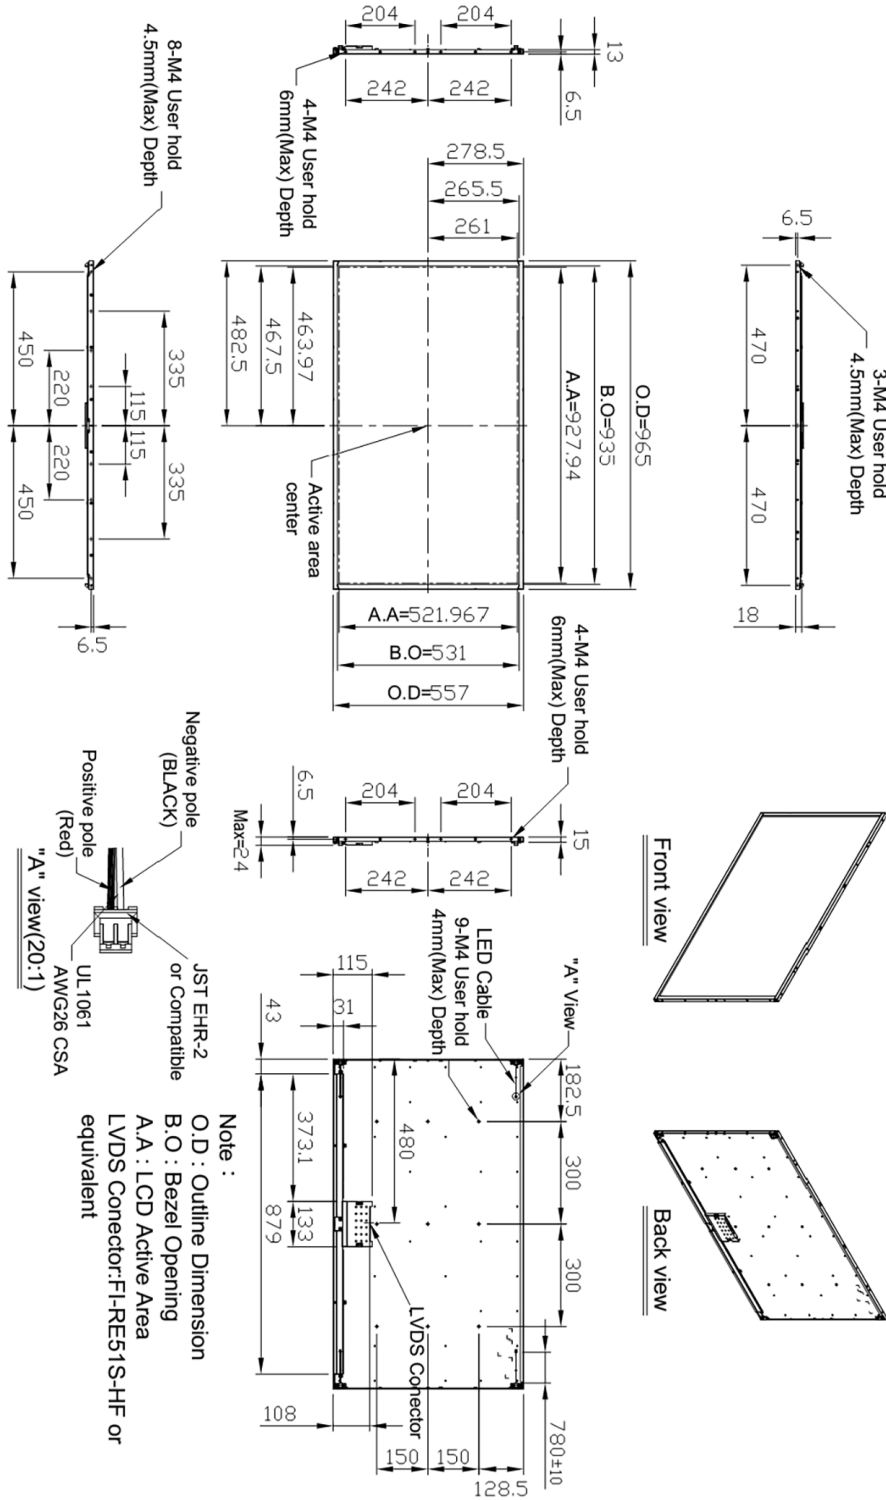 3-M4 User hold
4.5mm(Max) Depth
6.5
470
470
18
Front view
Back view
13
6.5
204
204
242
242
4-M4 User hold
6mm(Max) Depth
278.5
265.5
261
O.D=965
B.O=935
A.A=927.94
Active area
center
463.97
467.5
482.5
A.A=521.967
B.O=531
O.D=557
4-M4 User hold
6mm(Max) Depth
15
204
204
242
242
6.5
Max=24
"A" View
LED Cable
9-M4 User hold
4mm(Max) Depth
182.5
300
300
780±10
128.5
150
150
108
480
LVDS Conector
115
31
43
373.1
133
879
8-M4 User hold
4.5mm(Max) Depth
335
335
115
115
220
220
450
450
6.5
Negative pole
(BLACK)
Positive pole
(Red)
JST EHR-2
or Compatible
UL1061
AWG26 CSA
"A" view(20:1)
Note :
O.D : Outline Dimension
B.O : Bezel Opening
A.A : LCD Active Area
LVDS Conector:FI-RE51S-HF or
equivalent